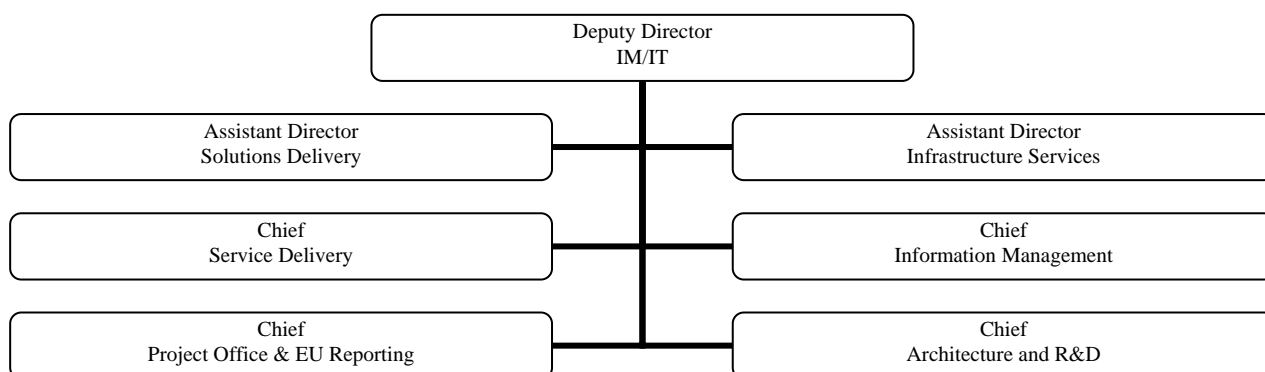 Deputy Director
IM/IT
Assistant Director
Solutions Delivery
Assistant Director
Infrastructure Services
Chief
Service Delivery
Chief
Information Management
Chief
Project Office & EU Reporting
Chief
Architecture and R&D